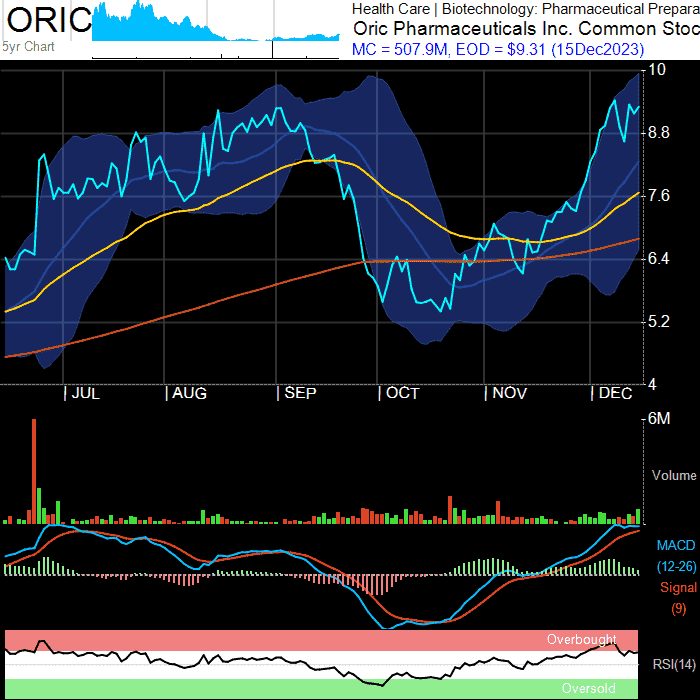 ORIC
5yr Chart
Health Care | Biotechnology: Pharmaceutical Prepara
Oric Pharmaceuticals Inc. Common Stoc
MC = 507.9M, EOD = $9.31 (15Dec2023)
10
8.8
7.6
6.4
5.2
4
| JUL | AUG | SEP | OCT | NOV | DEC
6M
Volume
MACD
(12-26)
Signal
(9)
Overbought
RSI(14)
Oversold